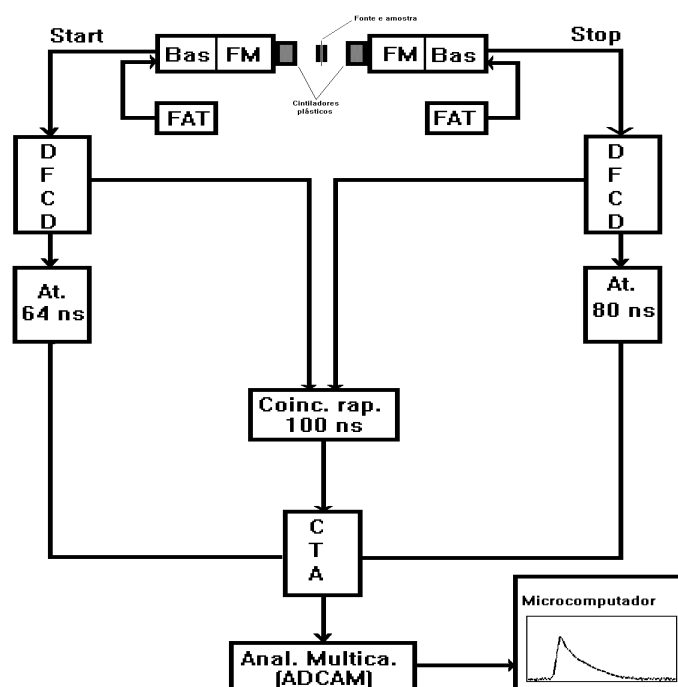 Fonte e amostra
Start
Stop
Bas FM
FM Bas
Cintiladores
plásticos
FAT
FAT
D
F
C
D
D
F
C
D
At.
64 ns
At.
80 ns
Coinc. rap.
100 ns
C
T
A
Microcomputador
Anal. Multica.
(ADCAM)